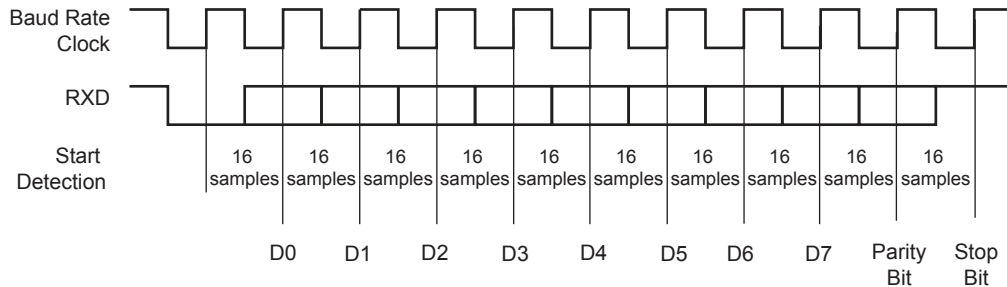 Baud Rate
Clock
RXD
Start
Detection
16 16 16 16 16 16 16 16 16 16
samples samples samples samples samples samples samples samples samples samples
D0 D1 D2 D3 D4 D5 D6 D7 Parity Stop
Bit Bit